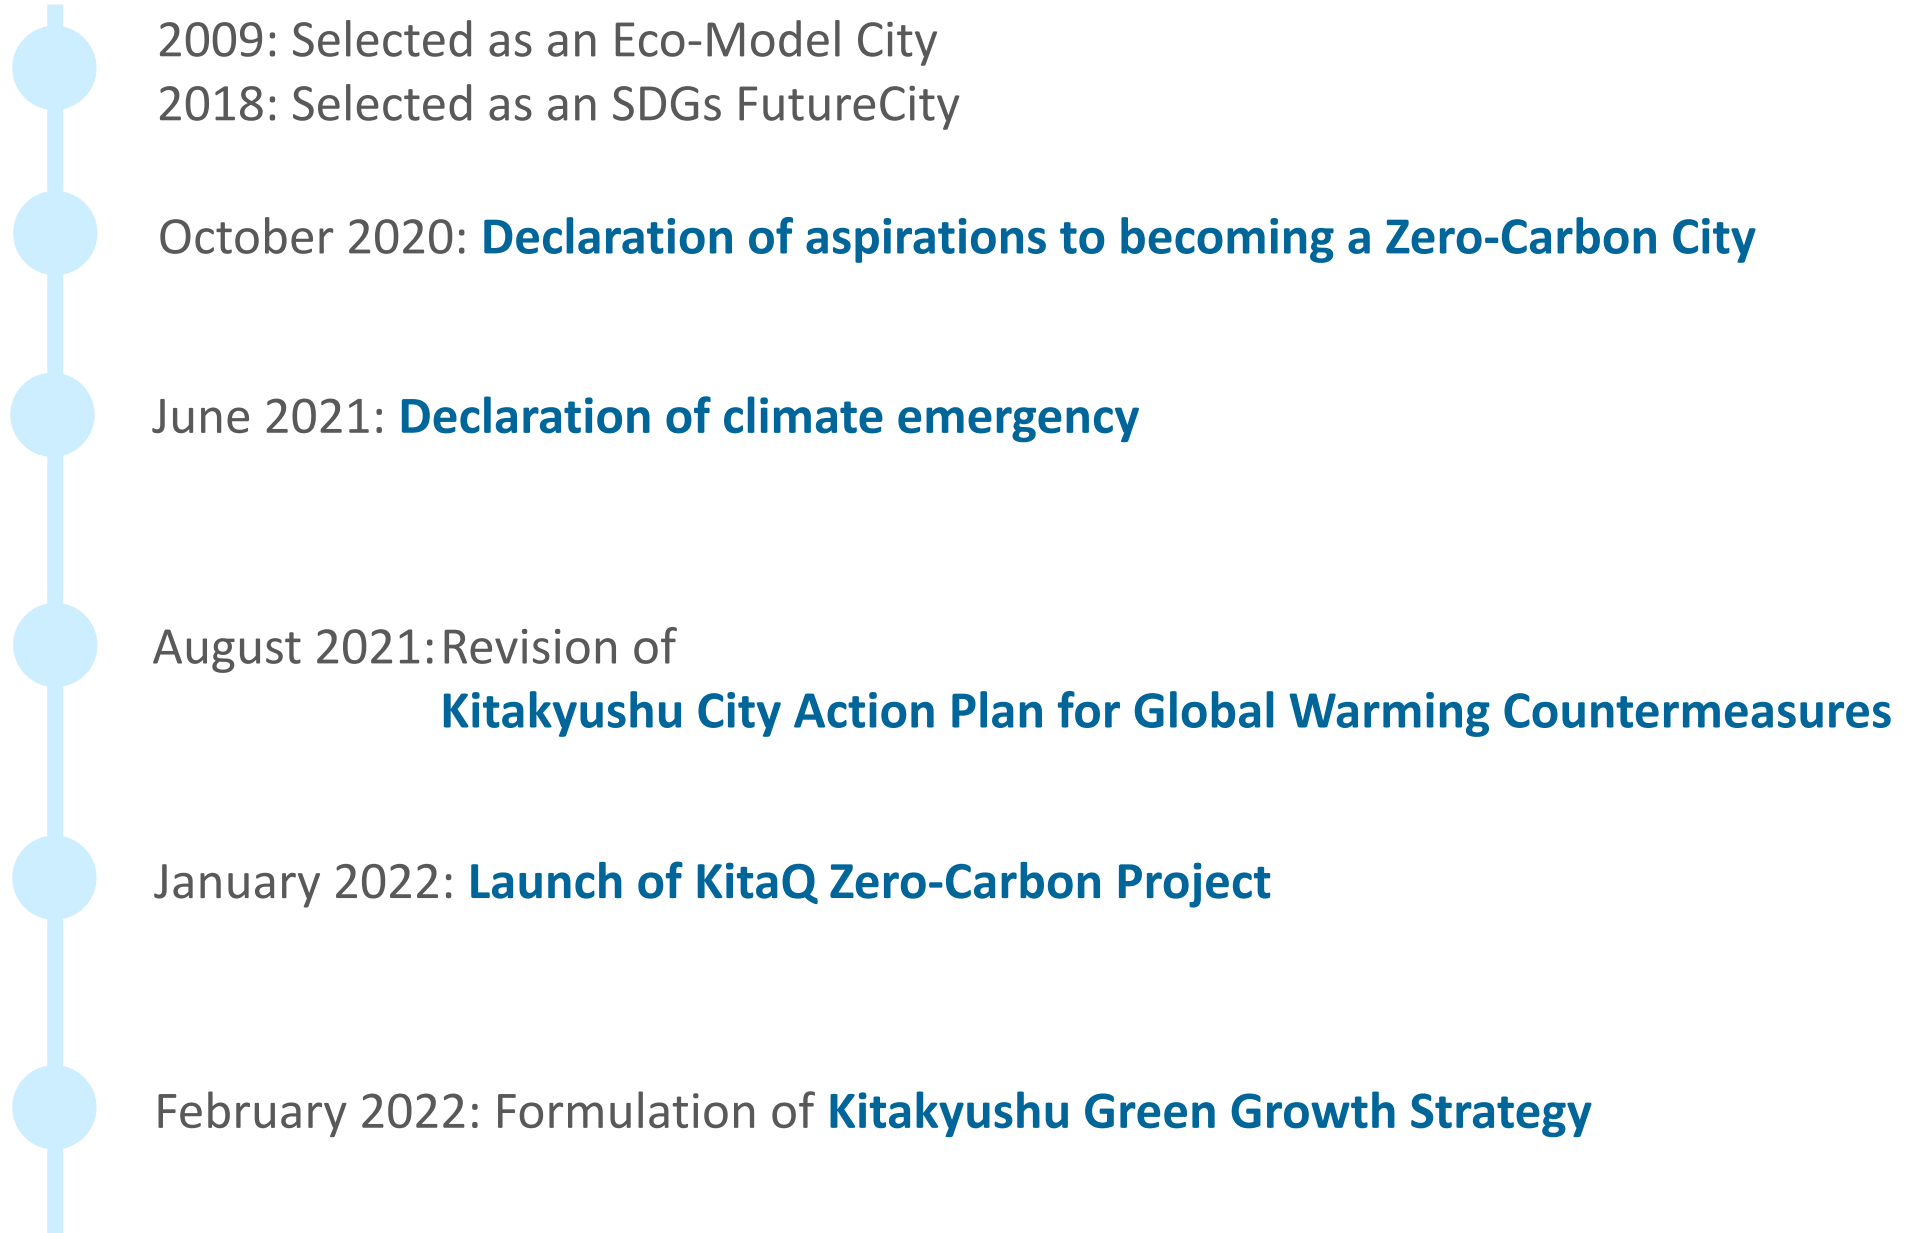 2009: Selected as an Eco-Model City
2018: Selected as an SDGs FutureCity
October 2020: Declaration of aspirations to becoming a Zero-Carbon City
June 2021: Declaration of climate emergency
August 2021: Revision of
Kitakyushu City Action Plan for Global Warming Countermeasures
January 2022: Launch of KitaQ Zero-Carbon Project
February 2022: Formulation of Kitakyushu Green Growth Strategy